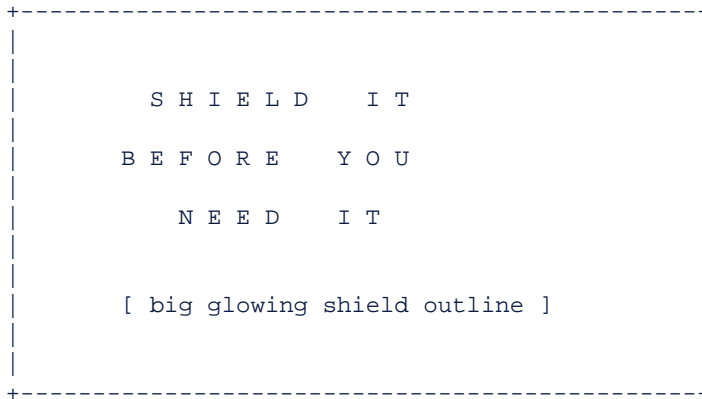 S H I E L D I T
B E F O R E Y O U
N E E D I T
[ big glowing shield outline ]